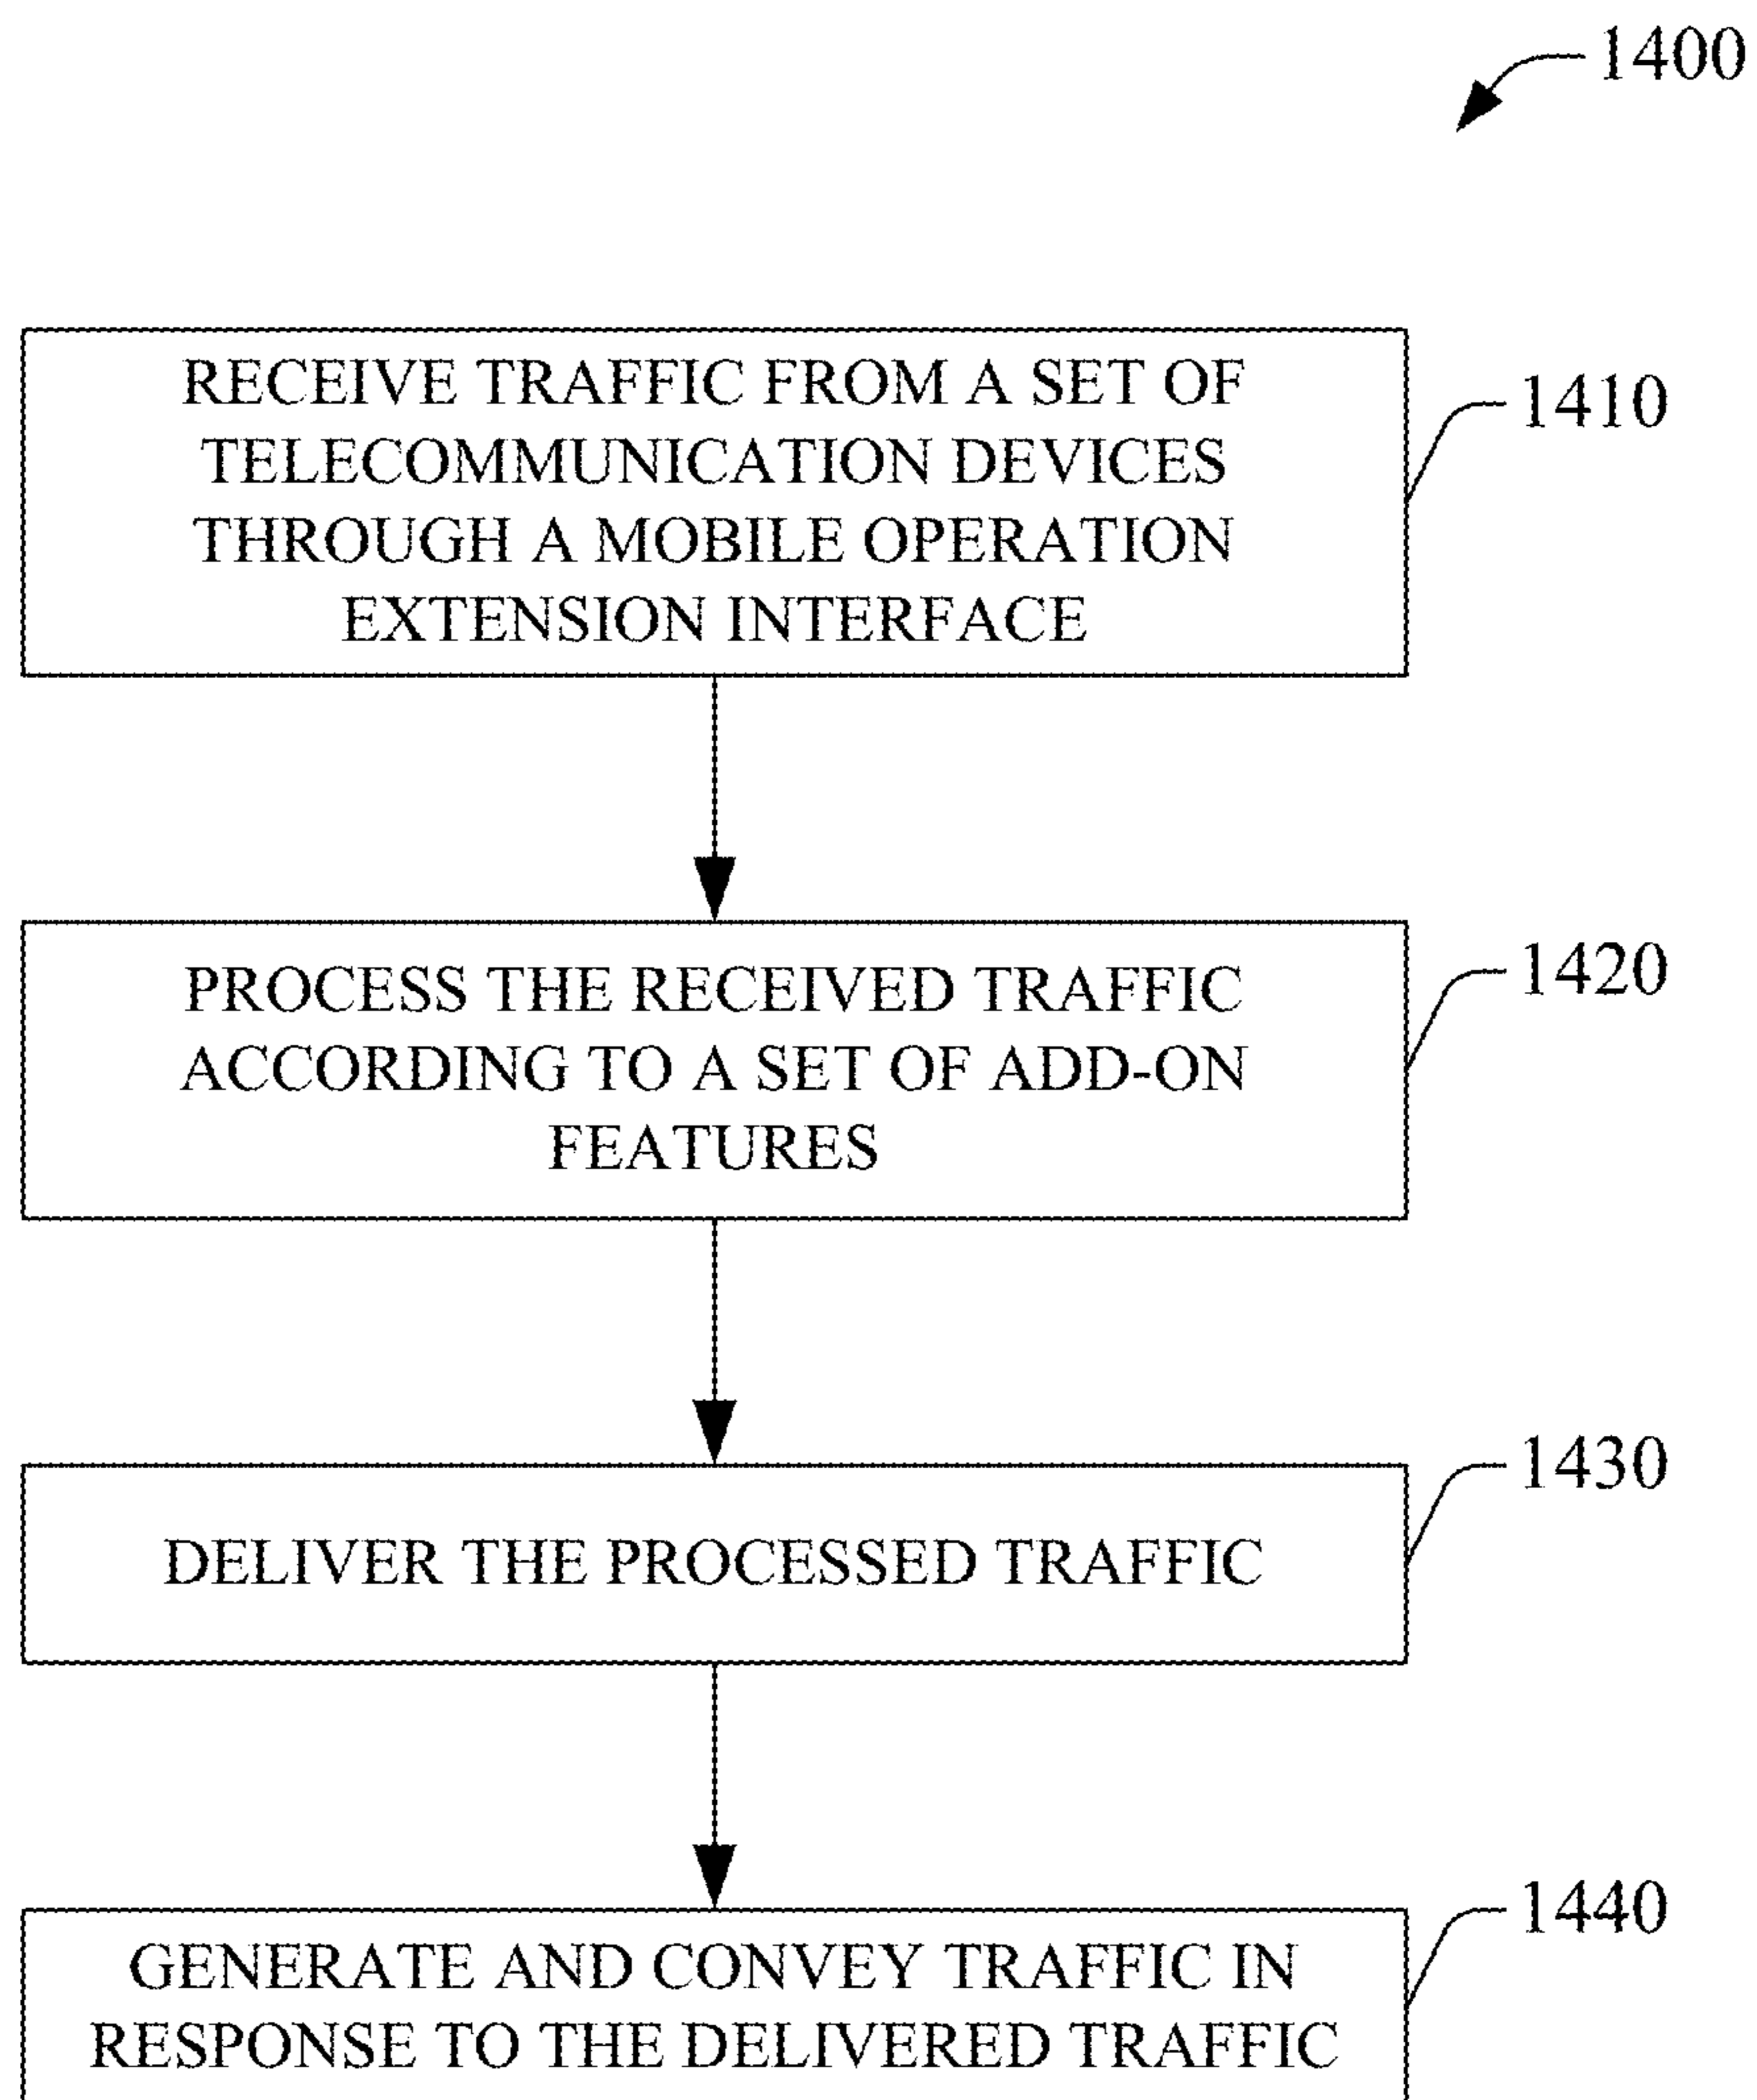 1400
RECEIVE TRAFFIC FROM A SET OF
TELECOMMUNICATION DEVICES
THROUGH A MOBILE OPERATION
EXTENSION INTERFACE
1410
PROCESS THE RECEIVED TRAFFIC
ACCORDING TO A SET OF ADD-ON
FEATURES
1420
DELIVER THE PROCESSED TRAFFIC
1430
GENERATE AND CONVEY TRAFFIC IN
RESPONSE TO THE DELIVERED TRAFFIC
1440